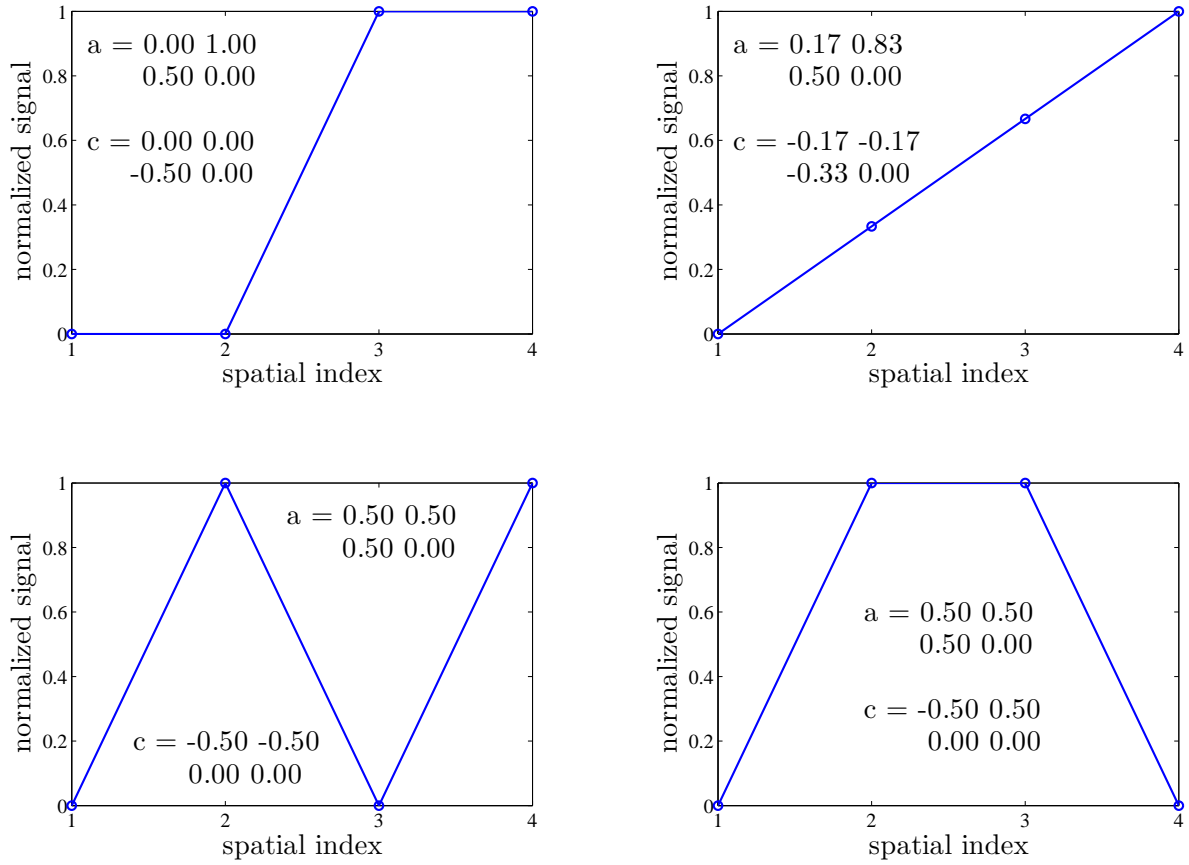 1
0.8
0.6
0.4
0.2
0
normalized signal
a = 0.00 1.00
0.50 0.00
c = 0.00 0.00
-0.50 0.00
1 2 3 4
spatial index
1
0.8
0.6
0.4
0.2
0
normalized signal
a = 0.17 0.83
0.50 0.00
c = -0.17 -0.17
-0.33 0.00
1 2 3 4
spatial index
1
0.8
0.6
0.4
0.2
0
normalized signal
a = 0.50 0.50
0.50 0.00
c = -0.50 -0.50
0.00 0.00
1 2 3 4
spatial index
1
0.8
0.6
0.4
0.2
0
normalized signal
a = 0.50 0.50
0.50 0.00
c = -0.50 0.50
0.00 0.00
1 2 3 4
spatial index